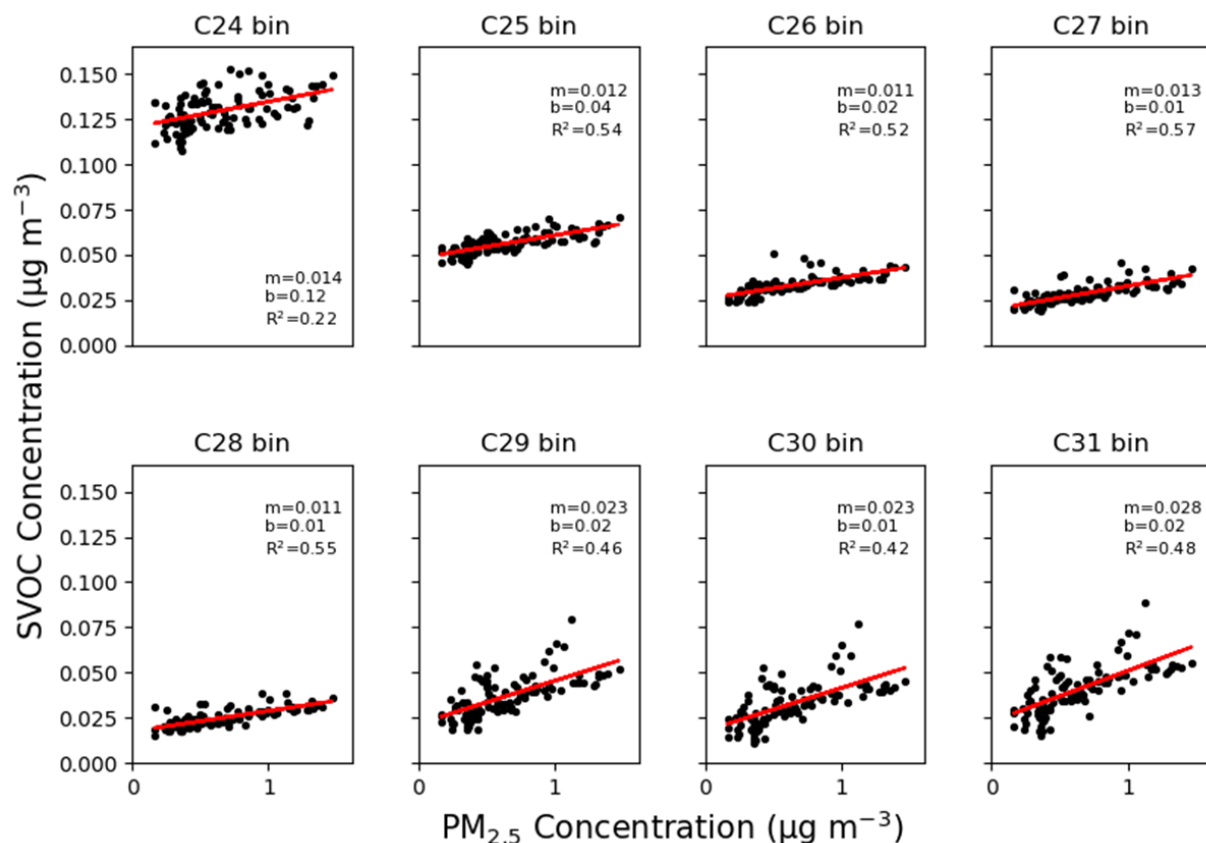 C24 bin C25 bin C26 bin C27 bin
0.150
0.125
0.100
0.075
0.050
0.025
0.000
m=0.014
b=0.12
R²=0.22
m=0.012
b=0.04
R²=0.54
m=0.011
b=0.02
R²=0.52
m=0.013
b=0.01
R²=0.57
SVOC Concentration (µg m⁻³)
C28 bin C29 bin C30 bin C31 bin
0.150
0.125
0.100
0.075
0.050
0.025
0.000
m=0.011
b=0.01
R²=0.55
m=0.023
b=0.02
R²=0.46
m=0.023
b=0.01
R²=0.42
m=0.028
b=0.02
R²=0.48
0 1 0 1 0 1 0 1
PM₂.₅ Concentration (µg m⁻³)